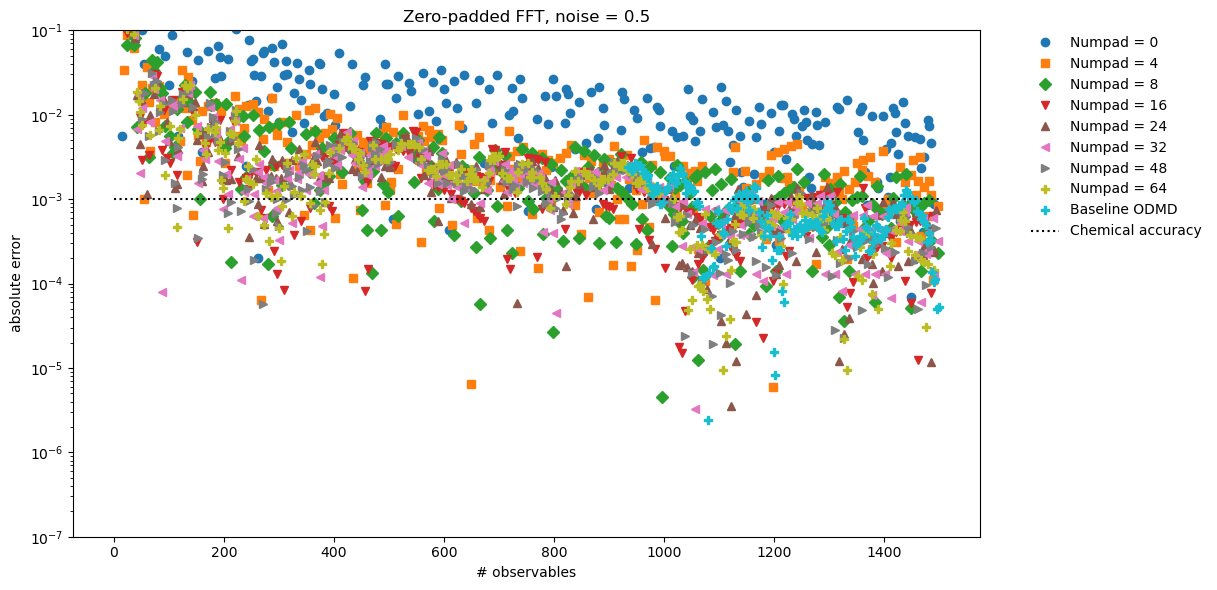 Zero-padded FFT, noise = 0.5
absolute error
10⁻¹
10⁻²
10⁻³
10⁻⁴
10⁻⁵
10⁻⁶
10⁻⁷
0
200
400
600
800
1000
1200
1400
# observables
Numpad = 0
Numpad = 4
Numpad = 8
Numpad = 16
Numpad = 24
Numpad = 32
Numpad = 48
Numpad = 64
Baseline ODMD
Chemical accuracy